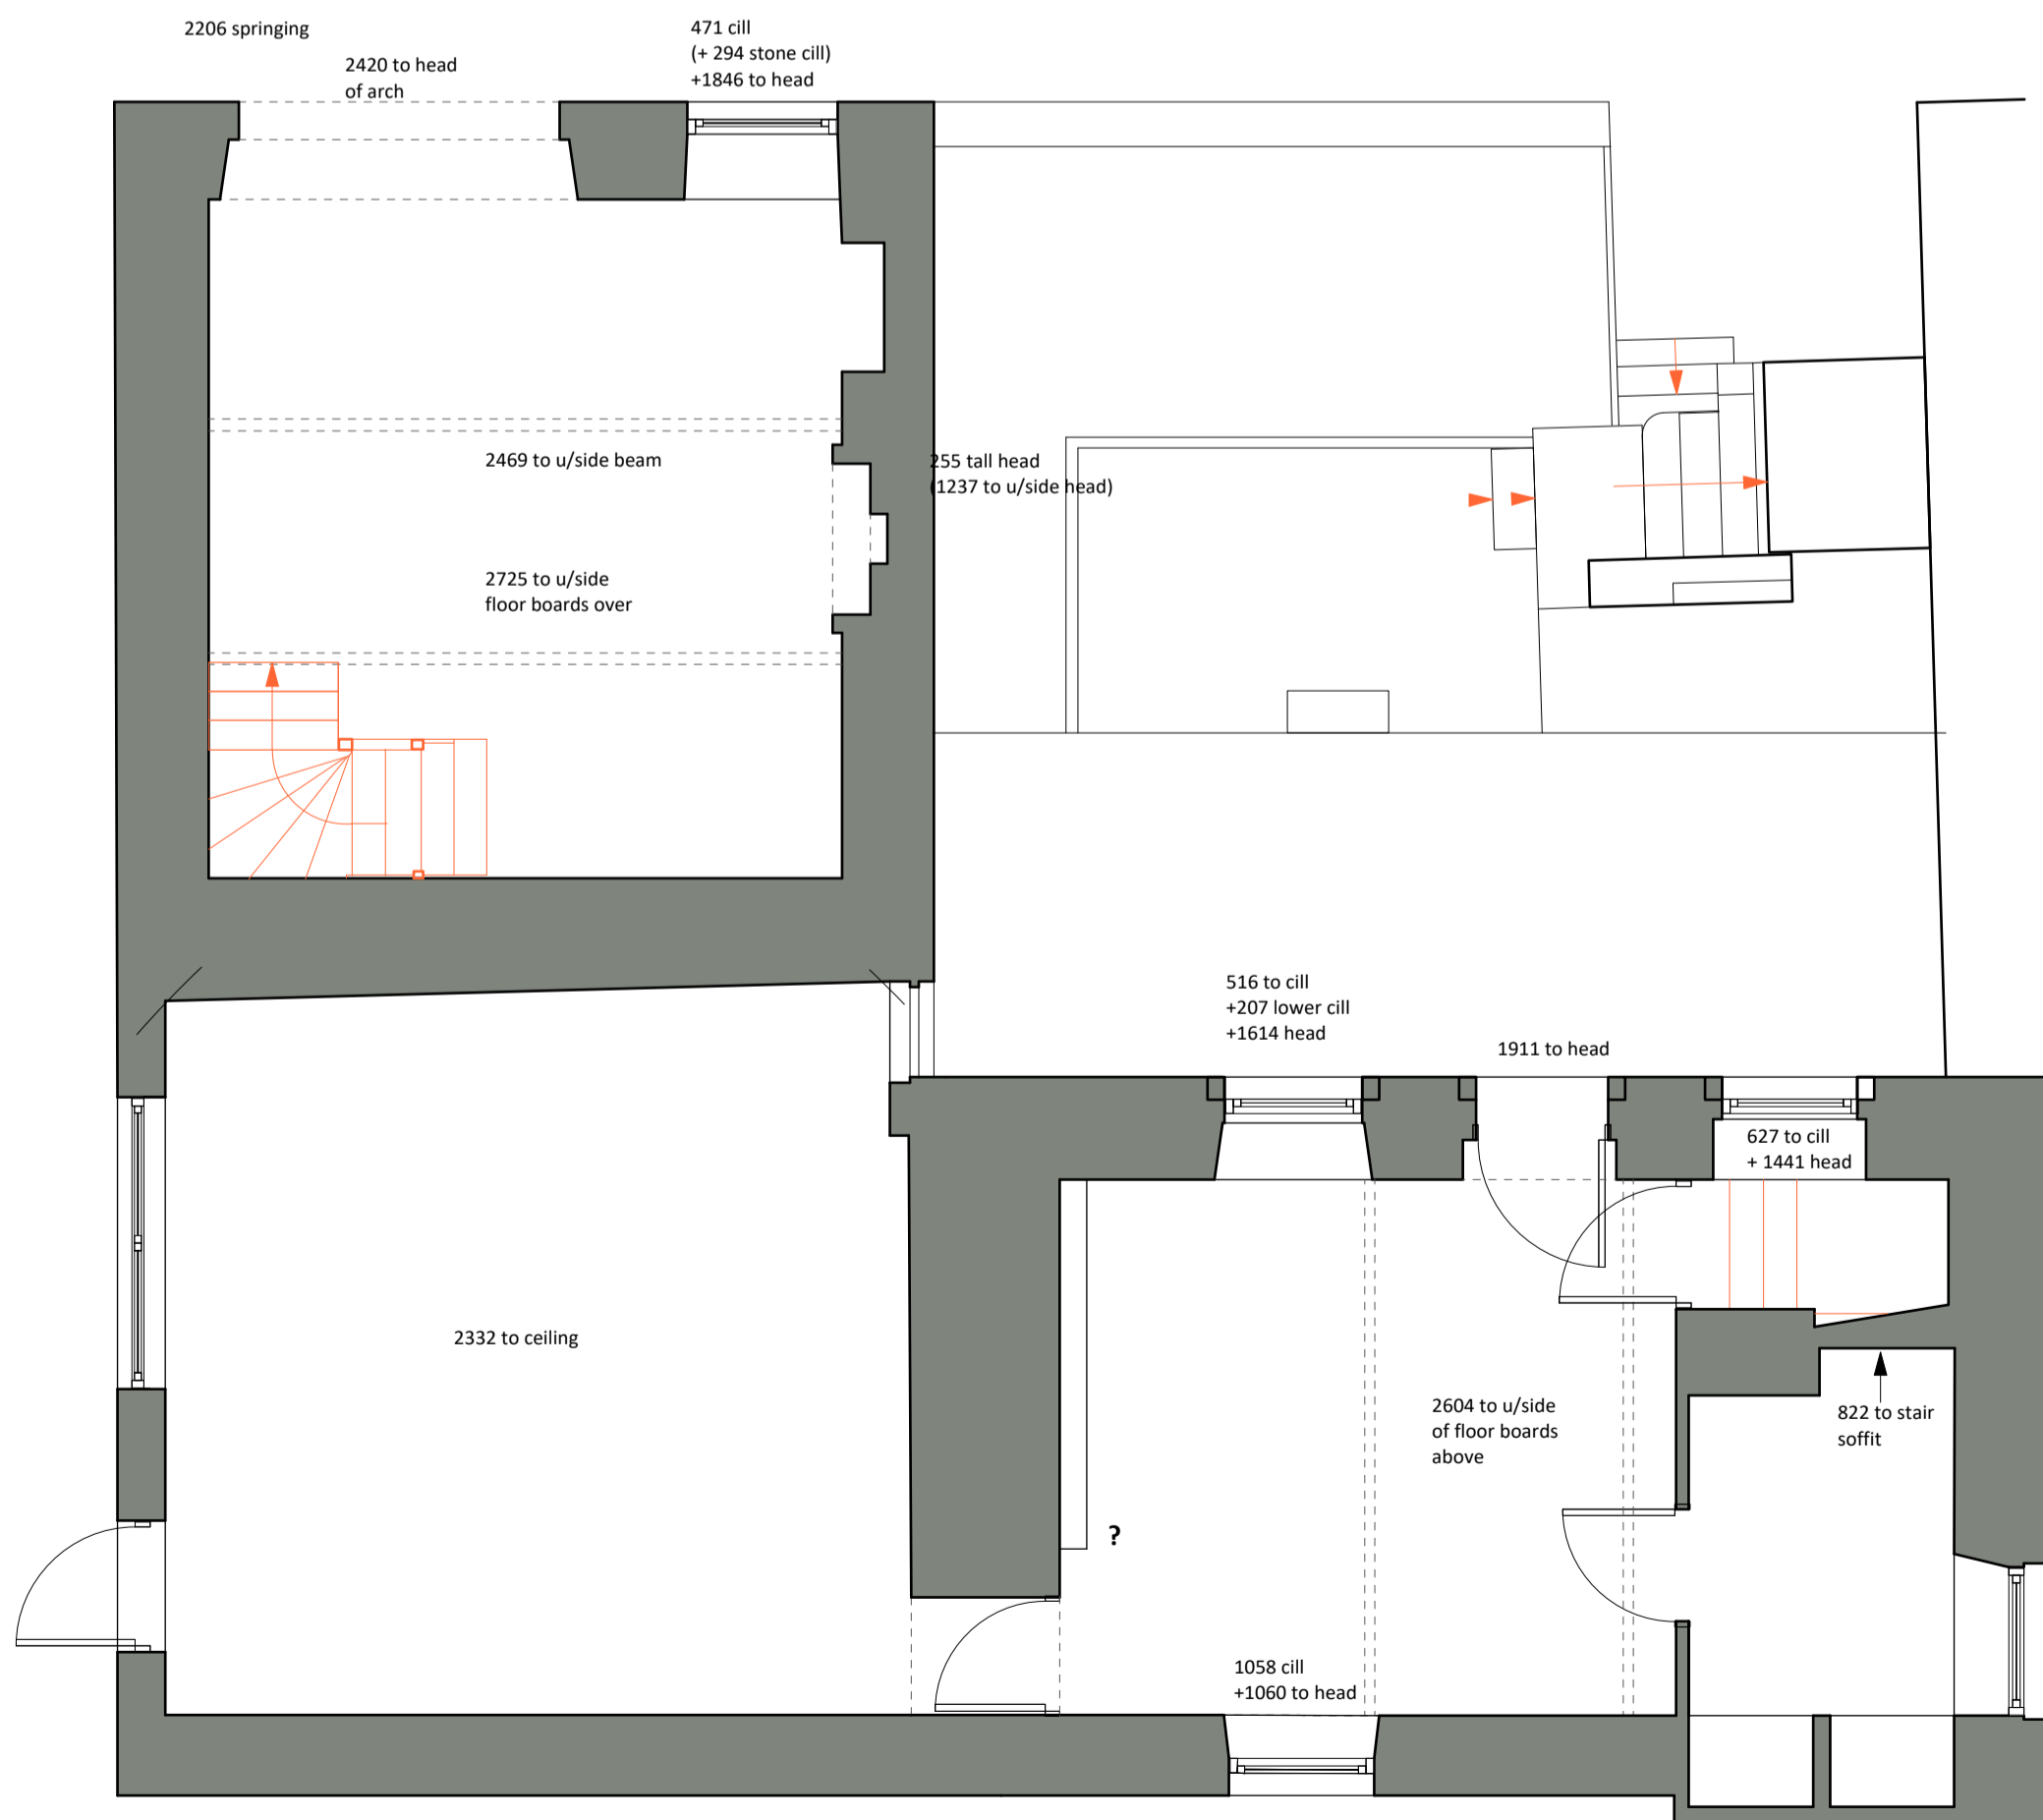 2206 springing
2420 to head
of arch
471 cill
(+ 294 stone cill)
+1846 to head
2469 to u/side beam
255 tall head
(1237 to u/side head)
2725 to u/side
floor boards over
516 to cill
+207 lower cill
+1614 head
1911 to head
627 to cill
+ 1441 head
2332 to ceiling
2604 to u/side
of floor boards
above
822 to stair
soffit
?
1058 cill
+1060 to head